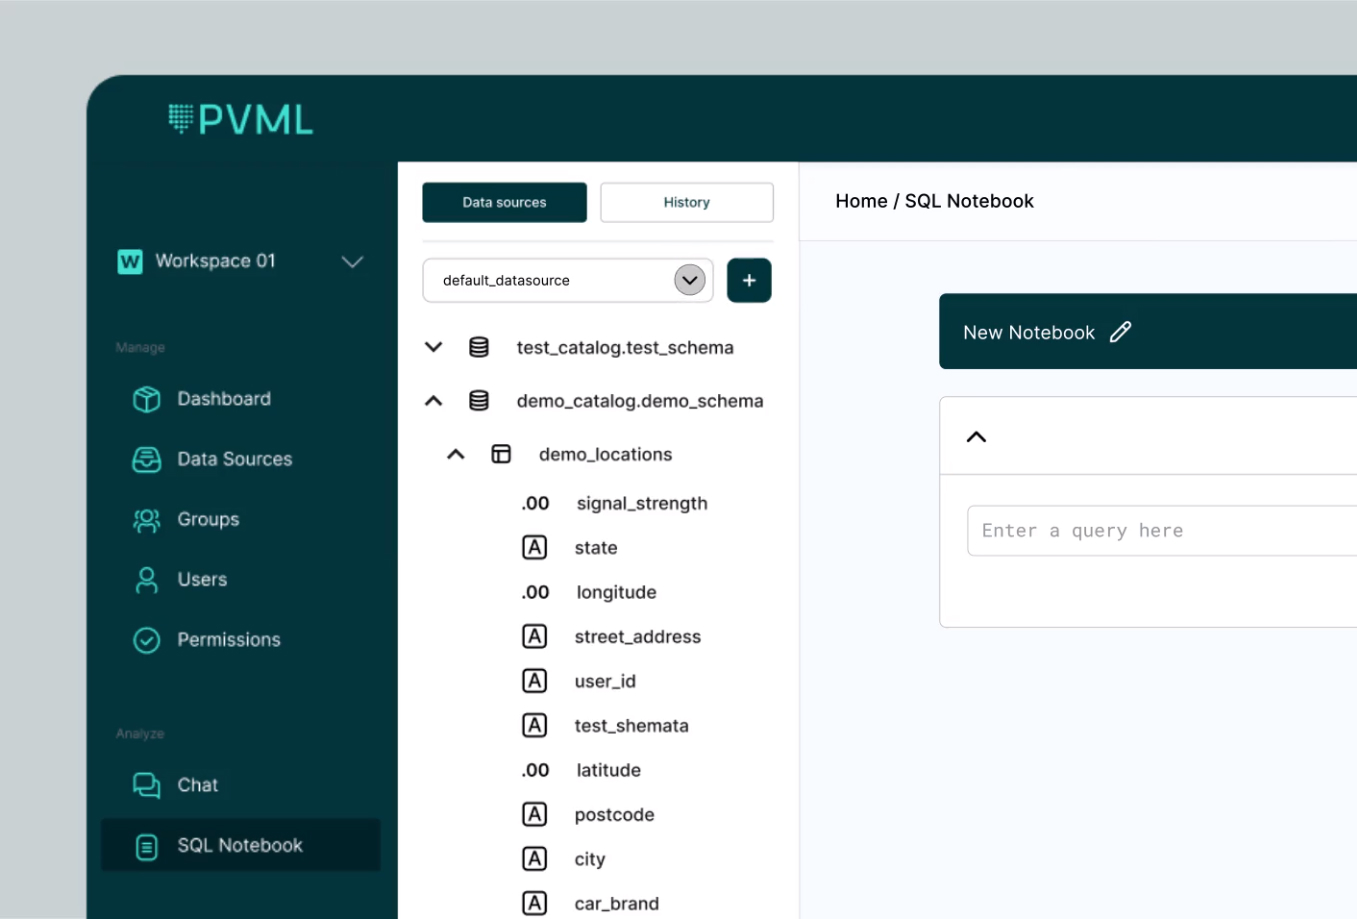 PVML
Workspace 01
Manage
Dashboard
Data Sources
Groups
Users
Permissions
Analyze
Chat
SQL Notebook
Data sources
History
default_datasource
+
test_catalog.test_schema
demo_catalog.demo_schema
demo_locations
.00 signal_strength
A state
.00 longitude
A street_address
A user_id
A test_shemata
.00 latitude
A postcode
A city
A car_brand
Home / SQL Notebook
New Notebook
Enter a query here